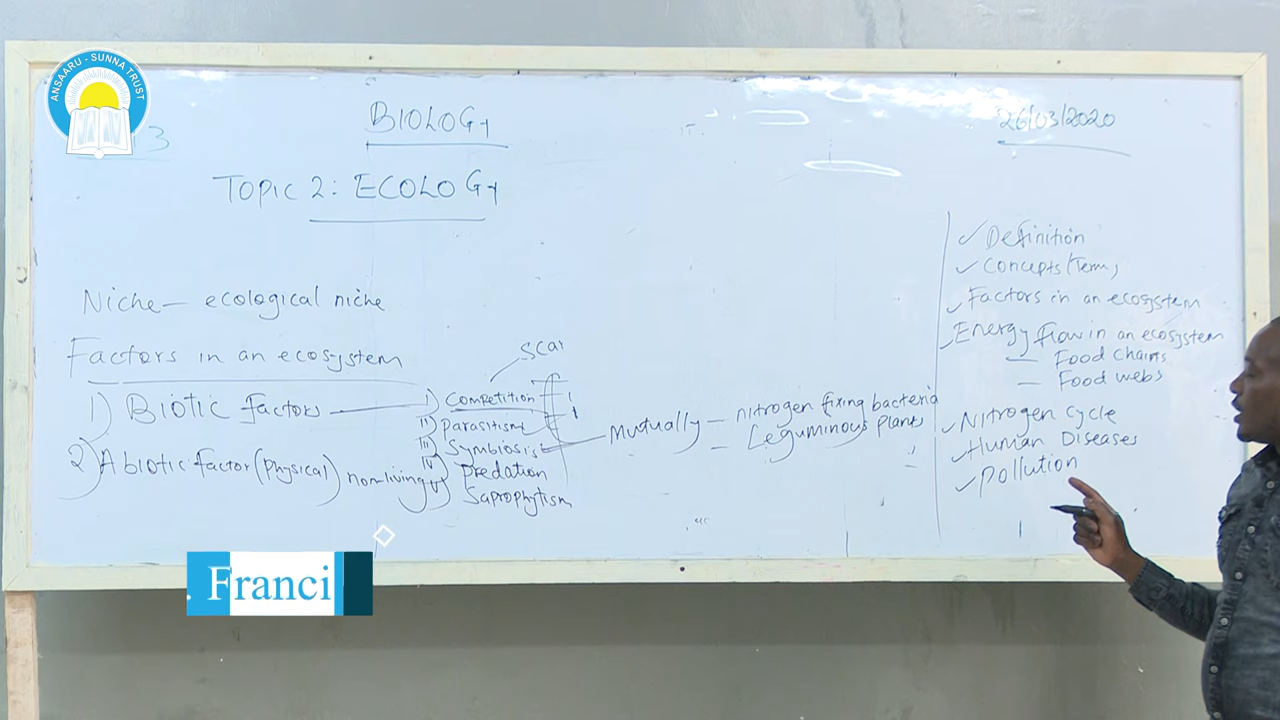 ANSAARU - SUNNA TRUST
3
BIOLOGY
26/03/2020
TOPIC 2: ECOLOGY
Niche - ecological niche
Factors in an ecosystem
1) BIOTIC factors
2) Abiotic factor (physical) non-living
scar
i) Competition
ii) Parasitism
iii) Symbiosis
iv) Predation
v) Saprophytism
Mutually - nitrogen fixing bacteria
- Leguminous plants
✓ Definition
✓ Concepts (Term)
✓ Factors in an ecosystem
✓ Energy flow in an ecosystem
- Food chains
- Food webs
✓ Nitrogen cycle
✓ Human Diseases
✓ Pollution
. Franci